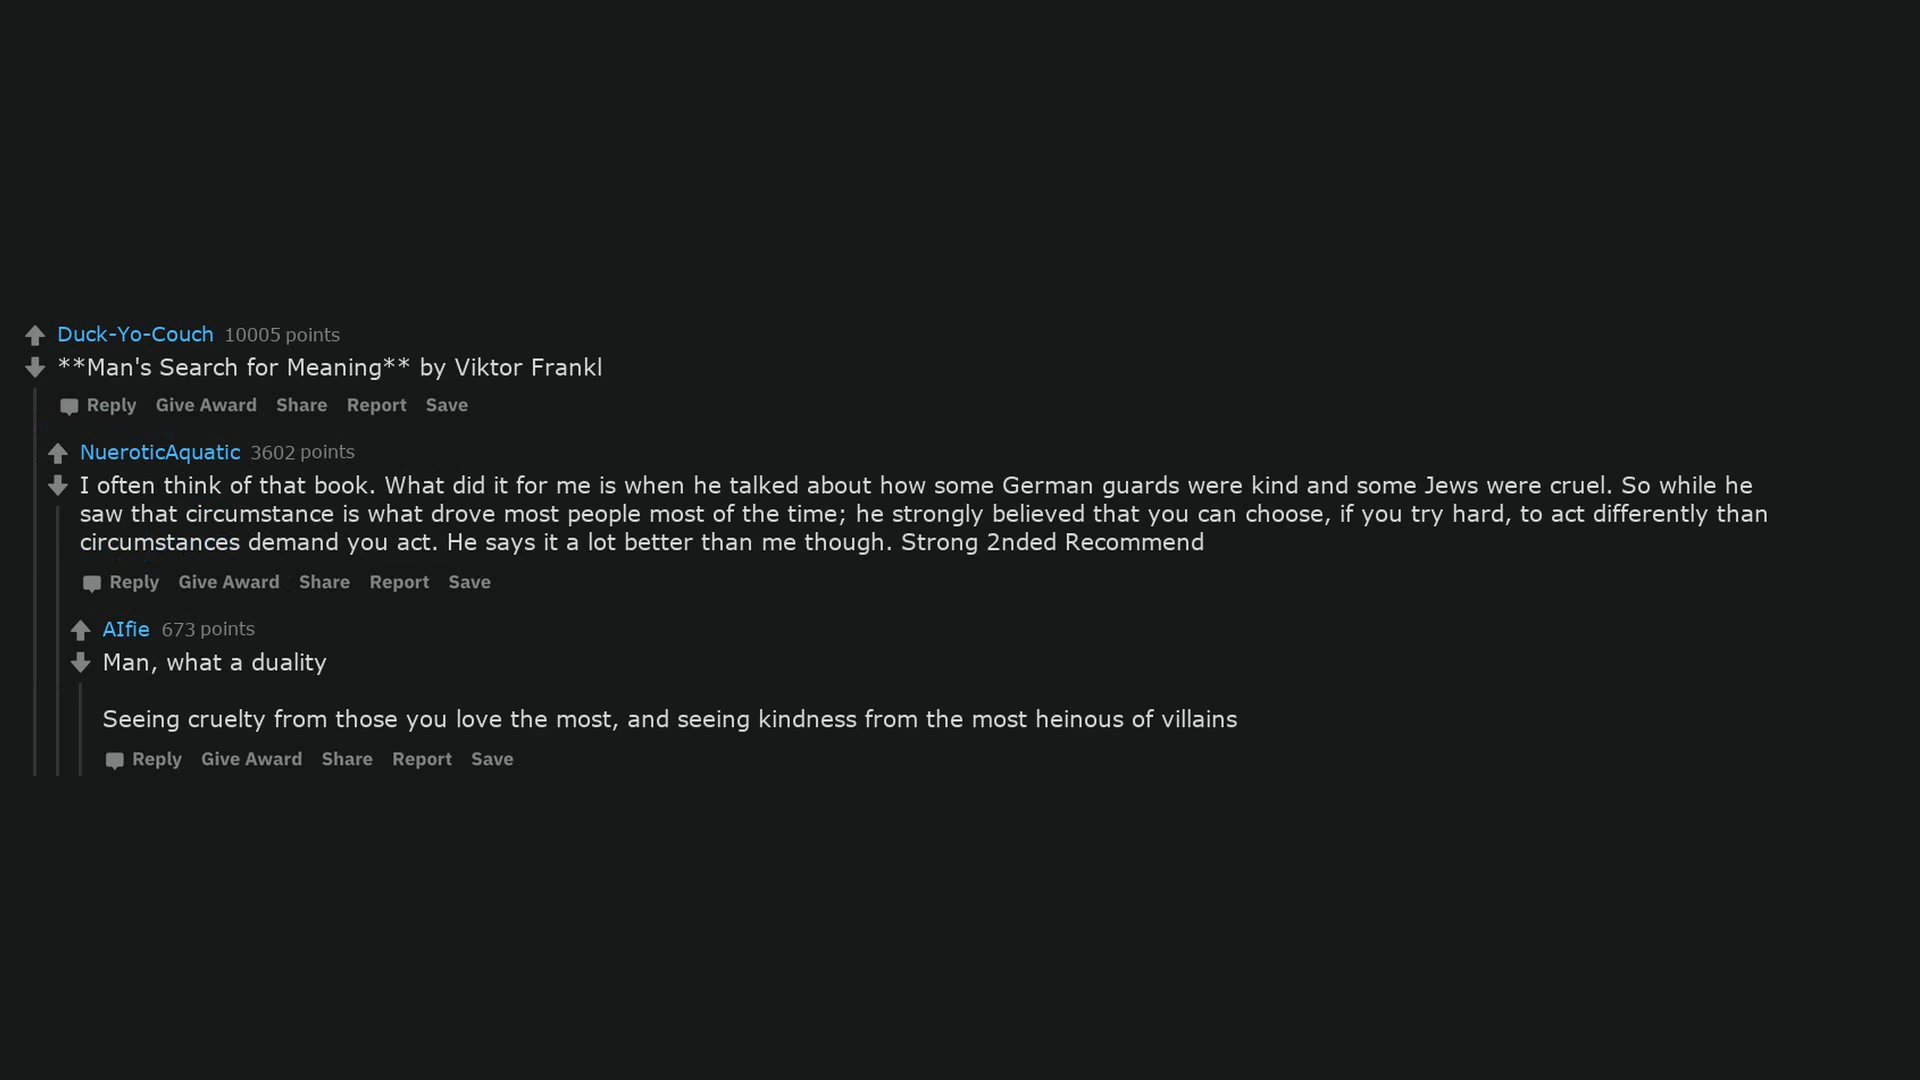 Duck-Yo-Couch 10005 points
**Man's Search for Meaning** by Viktor Frankl
Reply Give Award Share Report Save
NueroticAquatic 3602 points
I often think of that book. What did it for me is when he talked about how some German guards were kind and some Jews were cruel. So while he
saw that circumstance is what drove most people most of the time; he strongly believed that you can choose, if you try hard, to act differently than
circumstances demand you act. He says it a lot better than me though. Strong 2nded Recommend
Reply Give Award Share Report Save
AIfie 673 points
Man, what a duality
Seeing cruelty from those you love the most, and seeing kindness from the most heinous of villains
Reply Give Award Share Report Save